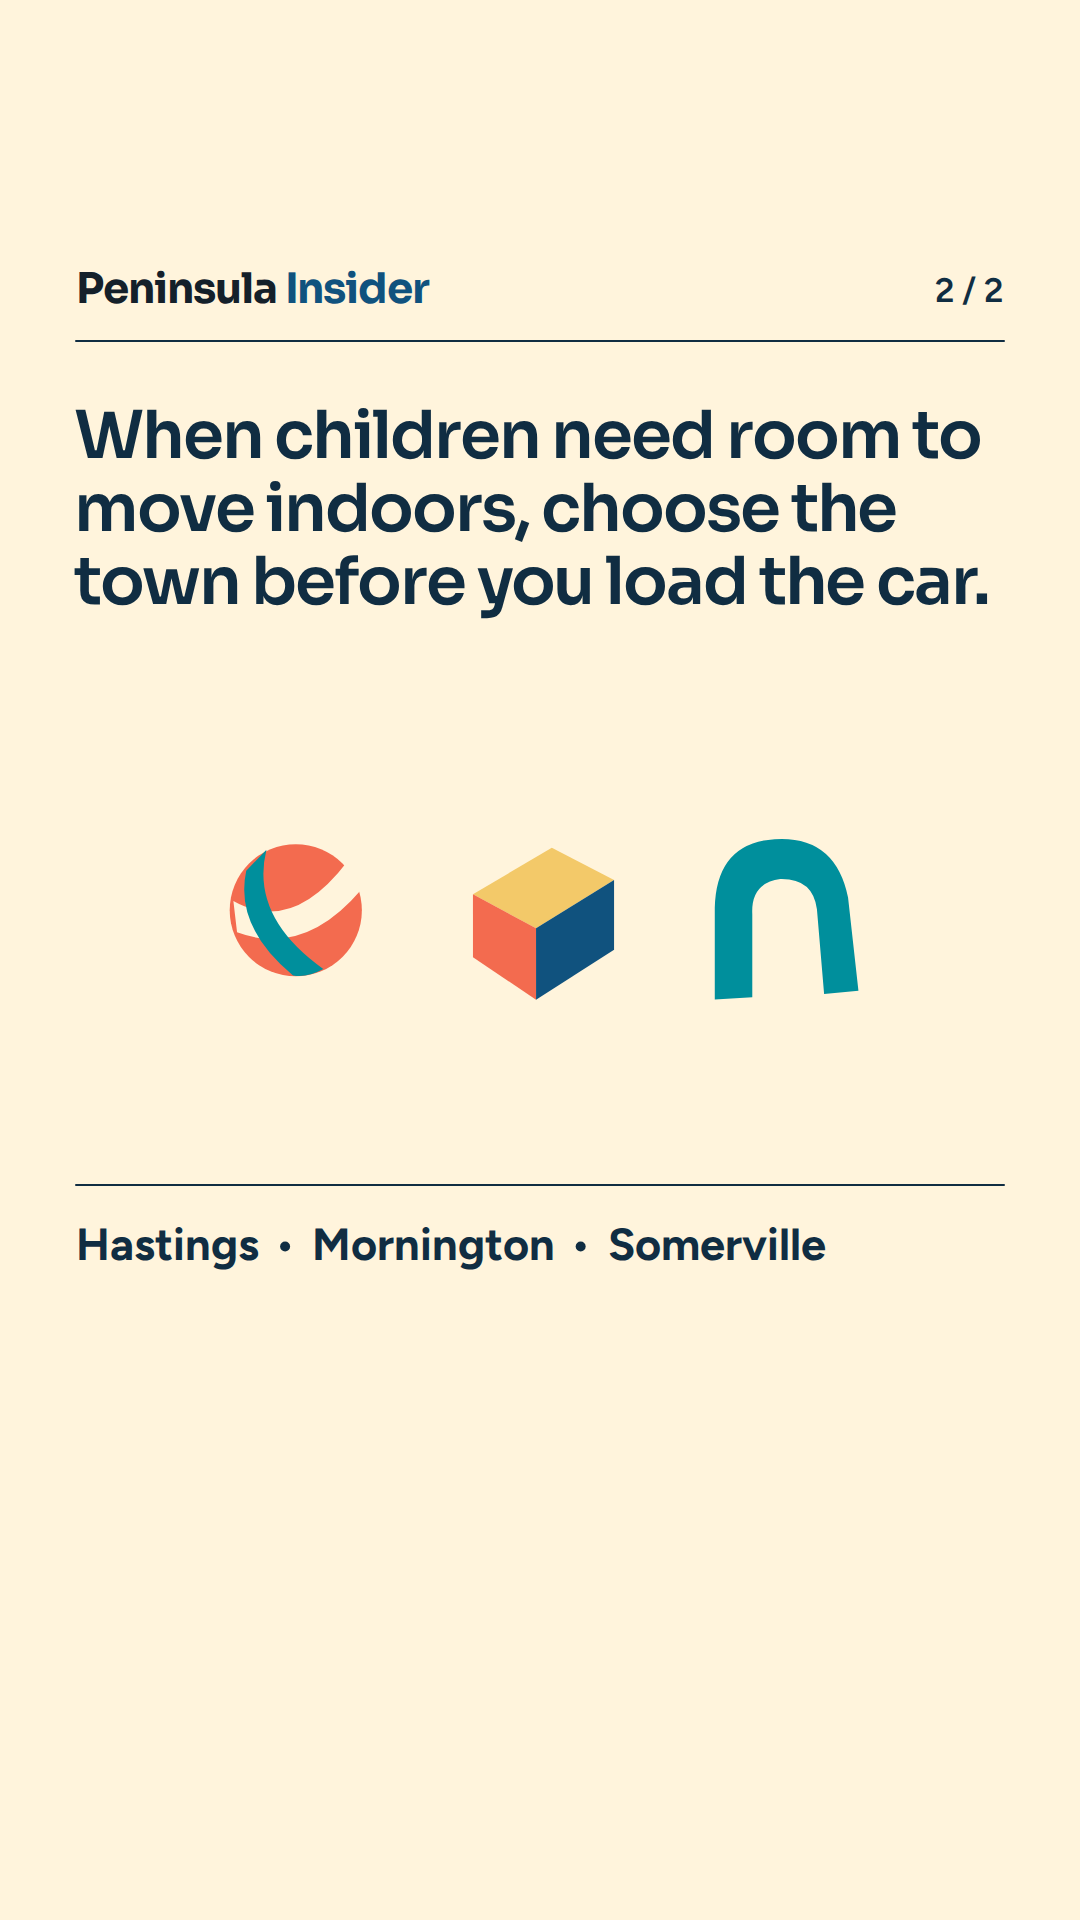 Peninsula Insider
2 / 2
When children need room to
move indoors, choose the
town before you load the car.
Hastings • Mornington • Somerville